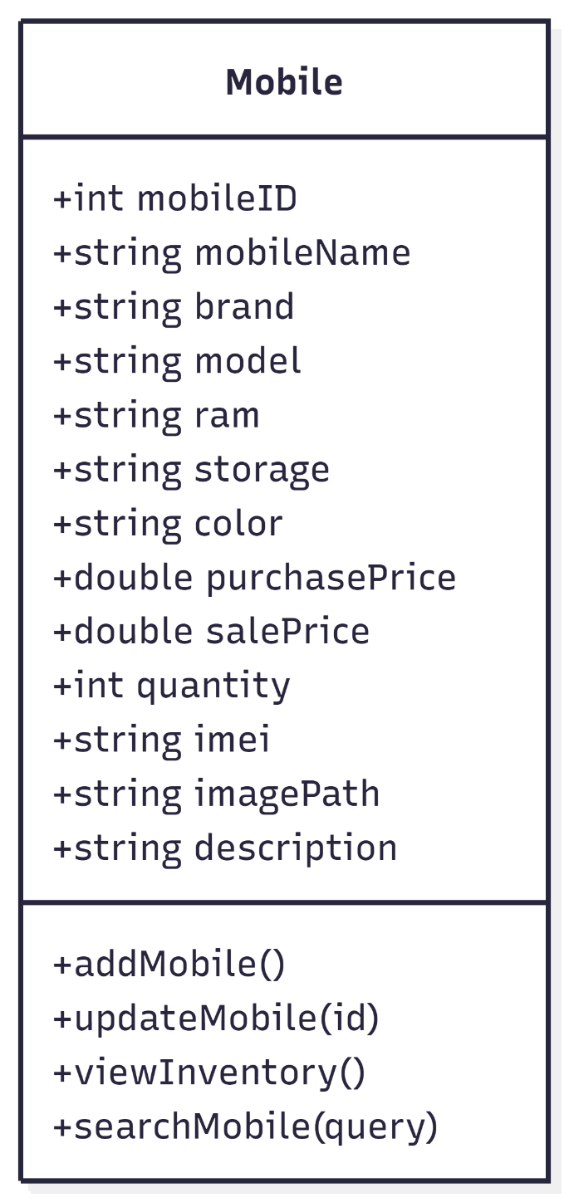 Mobile
+int mobileID
+string mobileName
+string brand
+string model
+string ram
+string storage
+string color
+double purchasePrice
+double salePrice
+int quantity
+string imei
+string imagePath
+string description
+addMobile()
+updateMobile(id)
+viewInventory()
+searchMobile(query)